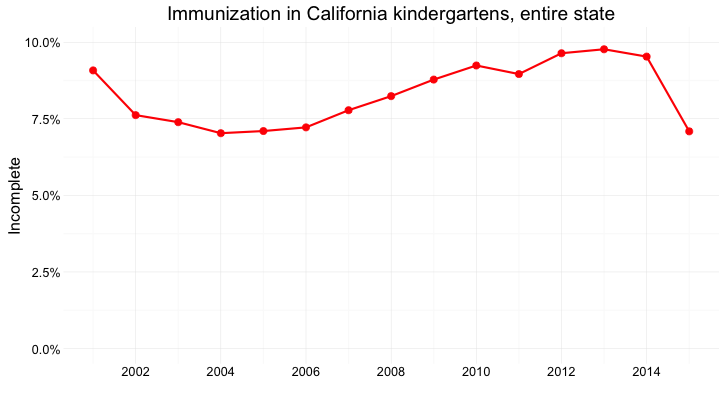 Immunization in California kindergartens, entire state
10.0%
7.5%
5.0%
2.5%
0.0%
Incomplete
2002 2004 2006 2008 2010 2012 2014